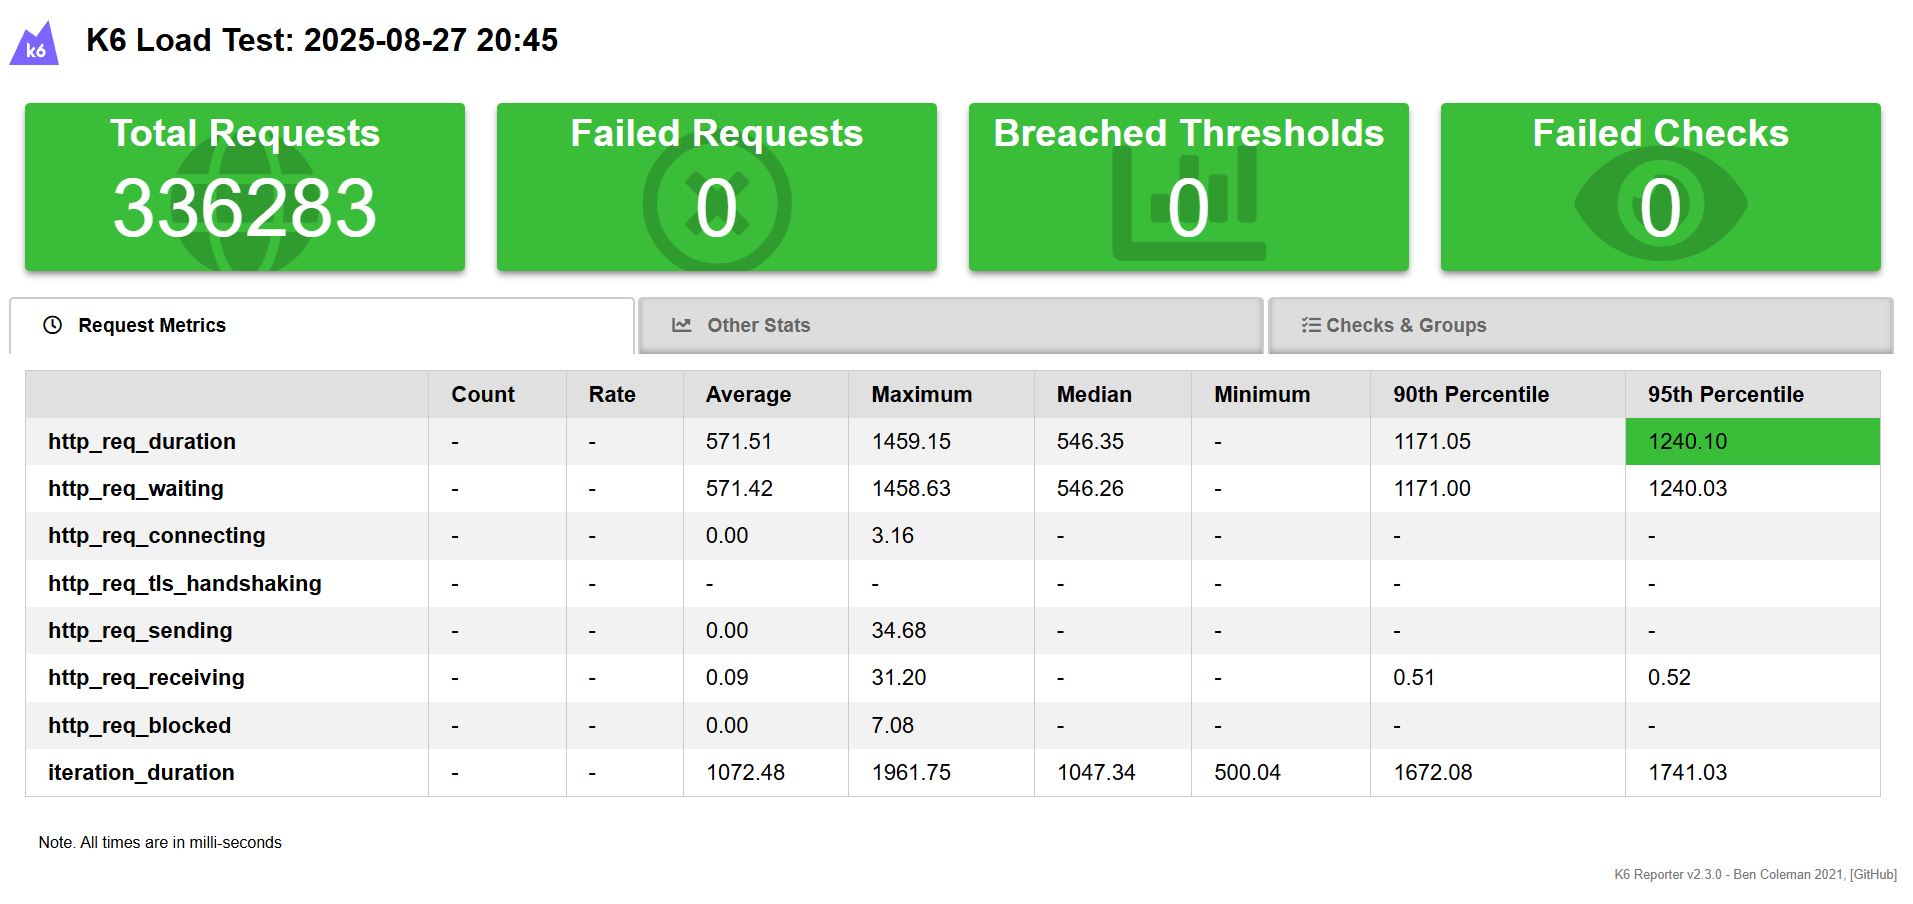 k6
K6 Load Test: 2025-08-27 20:45
Total Requests
336283
Failed Requests
0
Breached Thresholds
0
Failed Checks
0
Request Metrics
Other Stats
Checks & Groups
Count Rate Average Maximum Median Minimum 90th Percentile 95th Percentile
http_req_duration - - 571.51 1459.15 546.35 - 1171.05 1240.10
http_req_waiting - - 571.42 1458.63 546.26 - 1171.00 1240.03
http_req_connecting - - 0.00 3.16 - - - -
http_req_tls_handshaking - - - - - - - -
http_req_sending - - 0.00 34.68 - - - -
http_req_receiving - - 0.09 31.20 - - 0.51 0.52
http_req_blocked - - 0.00 7.08 - - - -
iteration_duration - - 1072.48 1961.75 1047.34 500.04 1672.08 1741.03
Note. All times are in milli-seconds
K6 Reporter v2.3.0 - Ben Coleman 2021, [GitHub]